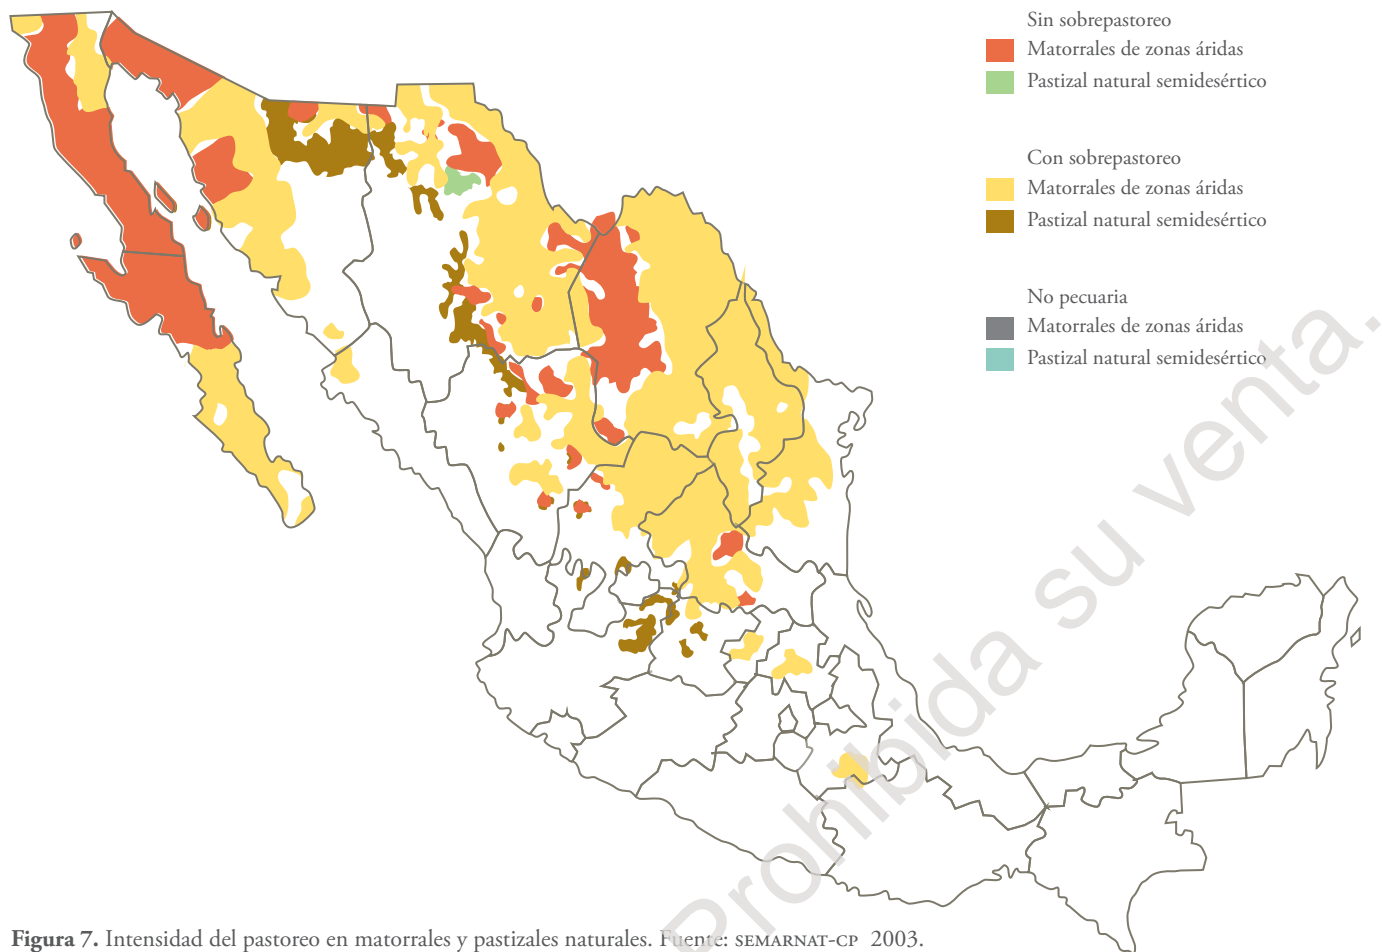 Sin sobrepastoreo
Matorrales de zonas áridas
Pastizal natural semidesértico
Con sobrepastoreo
Matorrales de zonas áridas
Pastizal natural semidesértico
No pecuaria
Matorrales de zonas áridas
Pastizal natural semidesértico
Prohibida su venta.
Figura 7. Intensidad del pastoreo en matorrales y pastizales naturales. Fuente: SEMARNAT-CP 2003.